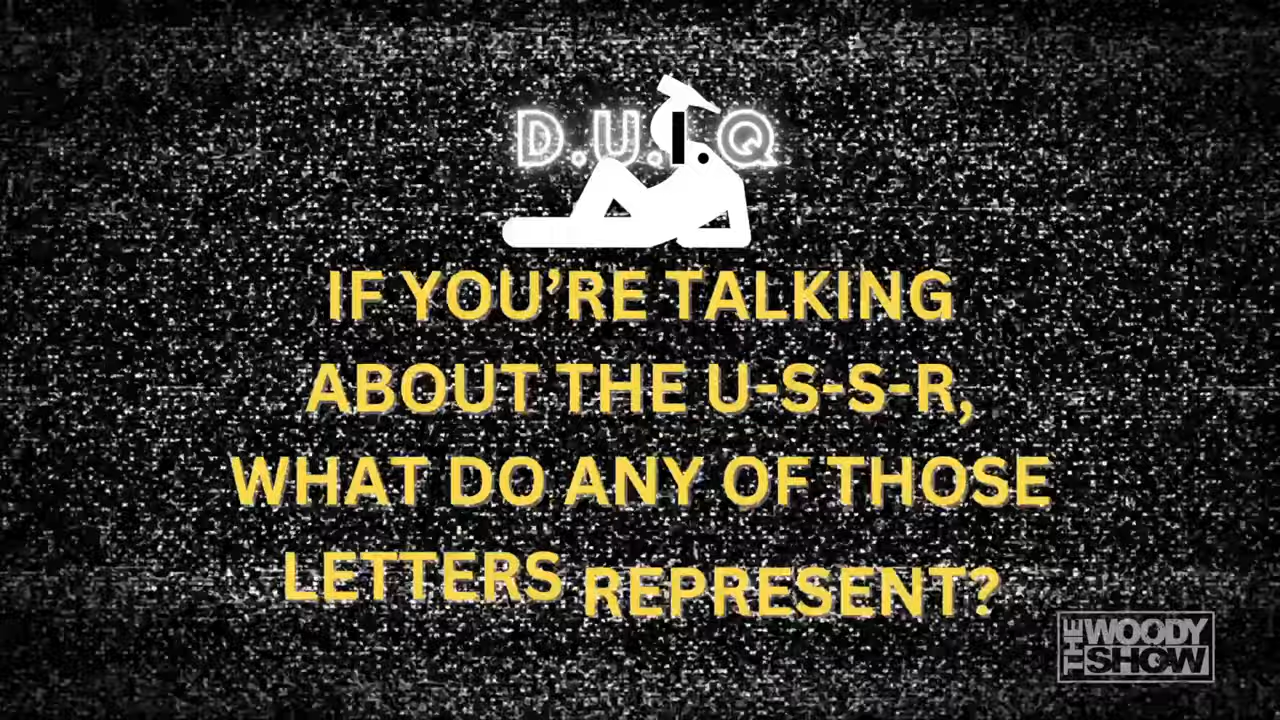 D.U.I.Q
IF YOU'RE TALKING
ABOUT THE U-S-S-R,
WHAT DO ANY OF THOSE
LETTERS REPRESENT?
THE WOODY SHOW